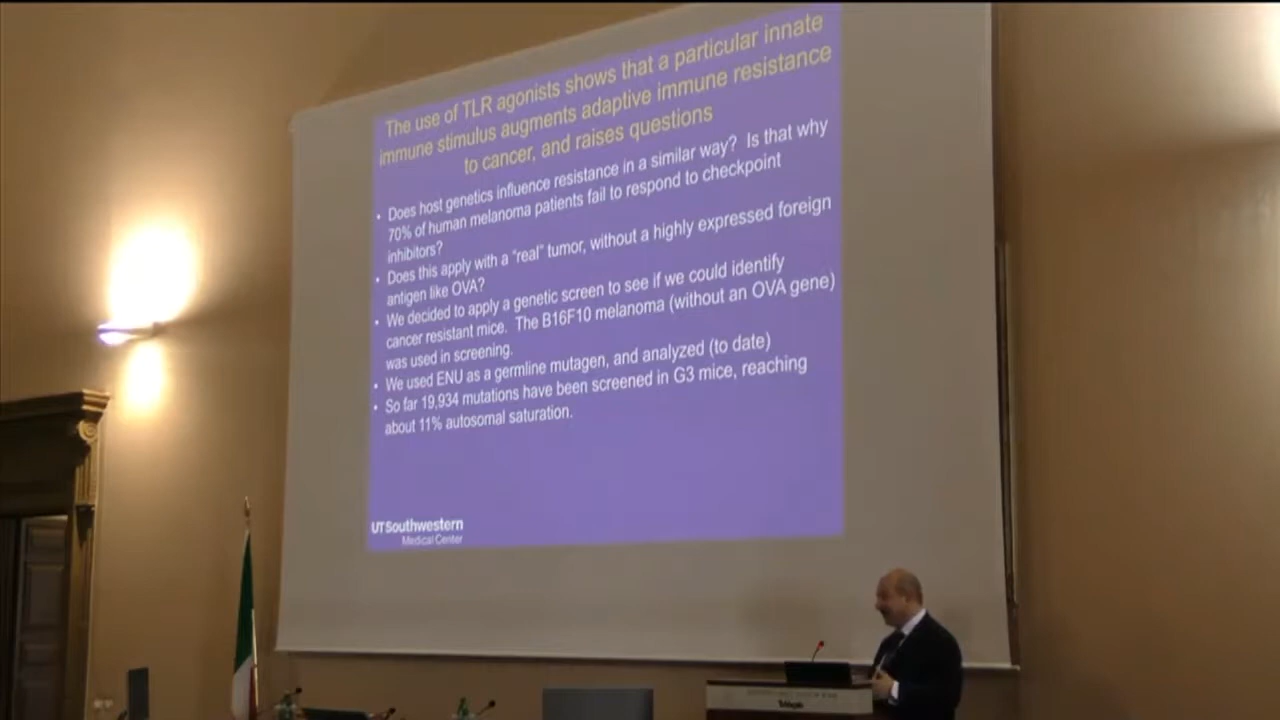 The use of TLR agonists shows that a particular innate
immune stimulus augments adaptive immune resistance
to cancer, and raises questions
• Does host genetics influence resistance in a similar way? Is that why
70% of human melanoma patients fail to respond to checkpoint
inhibitors?
• Does this apply with a "real" tumor, without a highly expressed foreign
antigen like OVA?
• We decided to apply a genetic screen to see if we could identify
cancer resistant mice. The B16F10 melanoma (without an OVA gene)
was used in screening.
• We used ENU as a germline mutagen, and analyzed (to date)
• So far 19,934 mutations have been screened in G3 mice, reaching
about 11% autosomal saturation.
UTSouthwestern
Medical Center